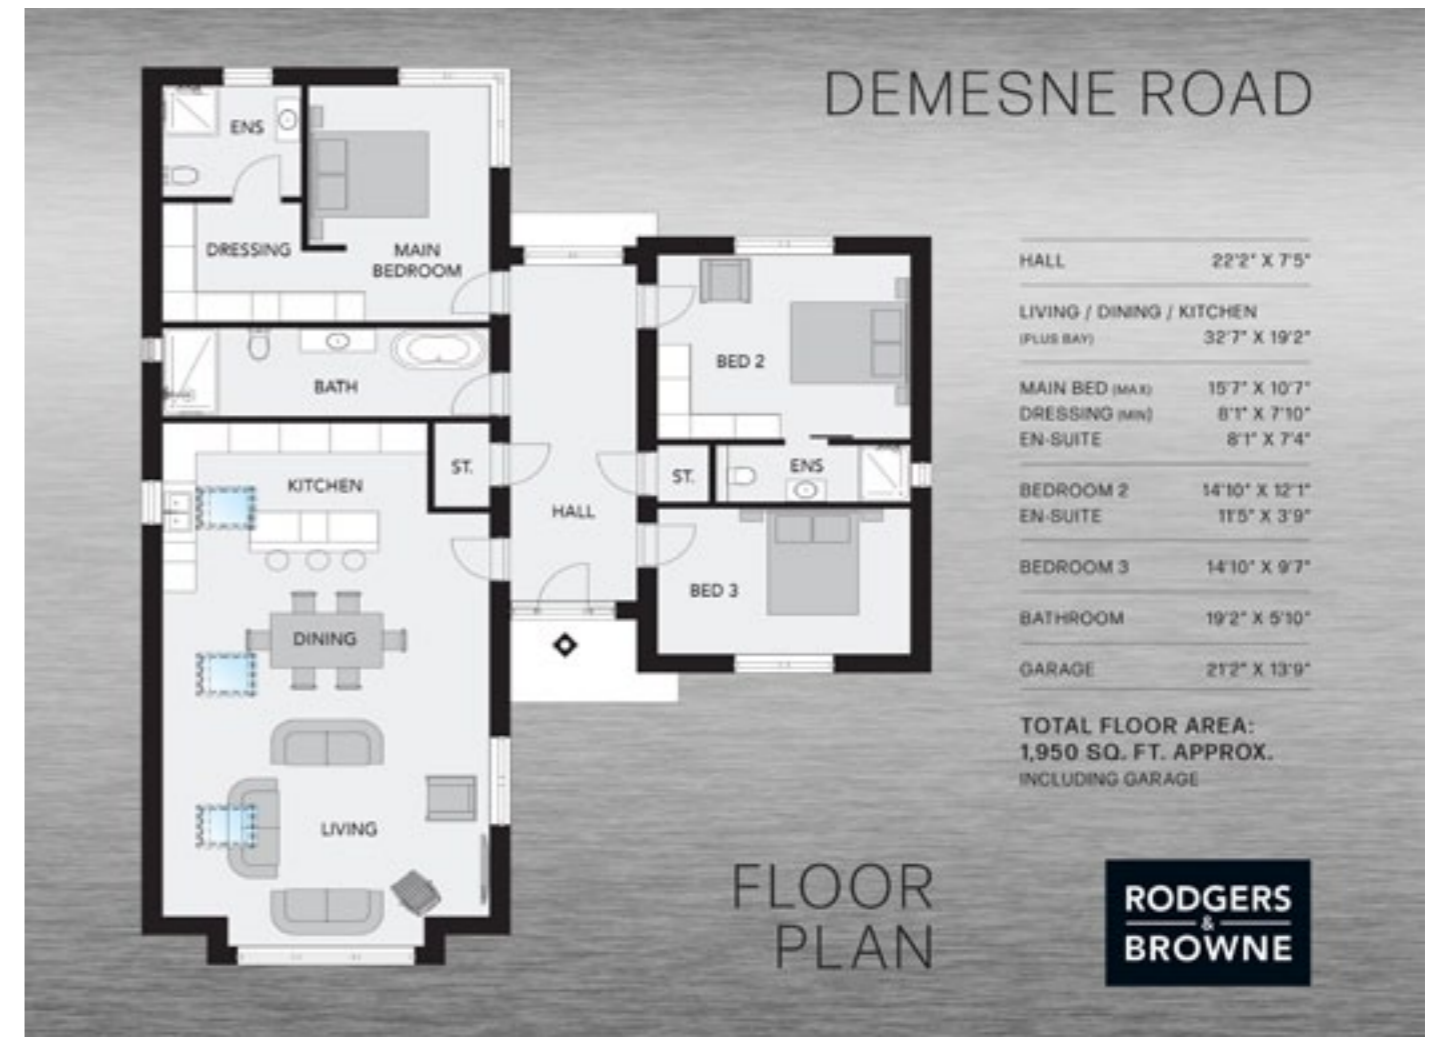 DEMESNE ROAD
ENS
DRESSING
MAIN
BEDROOM
BATH
KITCHEN
ST.
HALL
DINING
LIVING
BED 2
ST.
ENS
BED 3
HALL 22'2" X 7'5"
LIVING / DINING / KITCHEN
(PLUS BAY) 32'7" X 19'2"
MAIN BED (MAX) 15'7" X 10'7"
DRESSING (MIN) 8'1" X 7'10"
EN-SUITE 8'1" X 7'4"
BEDROOM 2 14'10" X 12'1"
EN-SUITE 11'5" X 3'9"
BEDROOM 3 14'10" X 9'7"
BATHROOM 19'2" X 5'10"
GARAGE 21'2" X 13'9"
TOTAL FLOOR AREA:
1,950 SQ. FT. APPROX.
INCLUDING GARAGE
FLOOR
PLAN
RODGERS
&
BROWNE